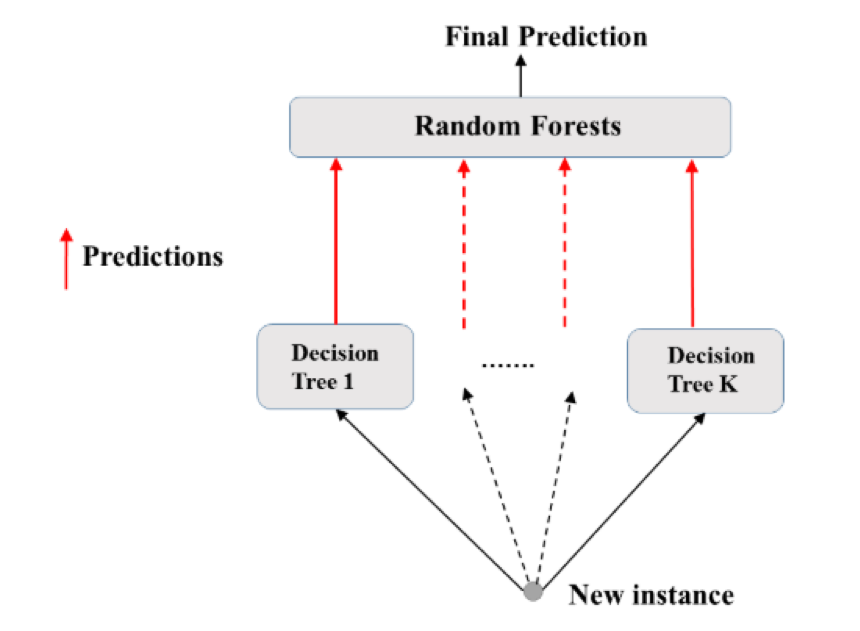 Final Prediction
Random Forests
Predictions
Decision
Tree 1
.......
Decision
Tree K
New instance